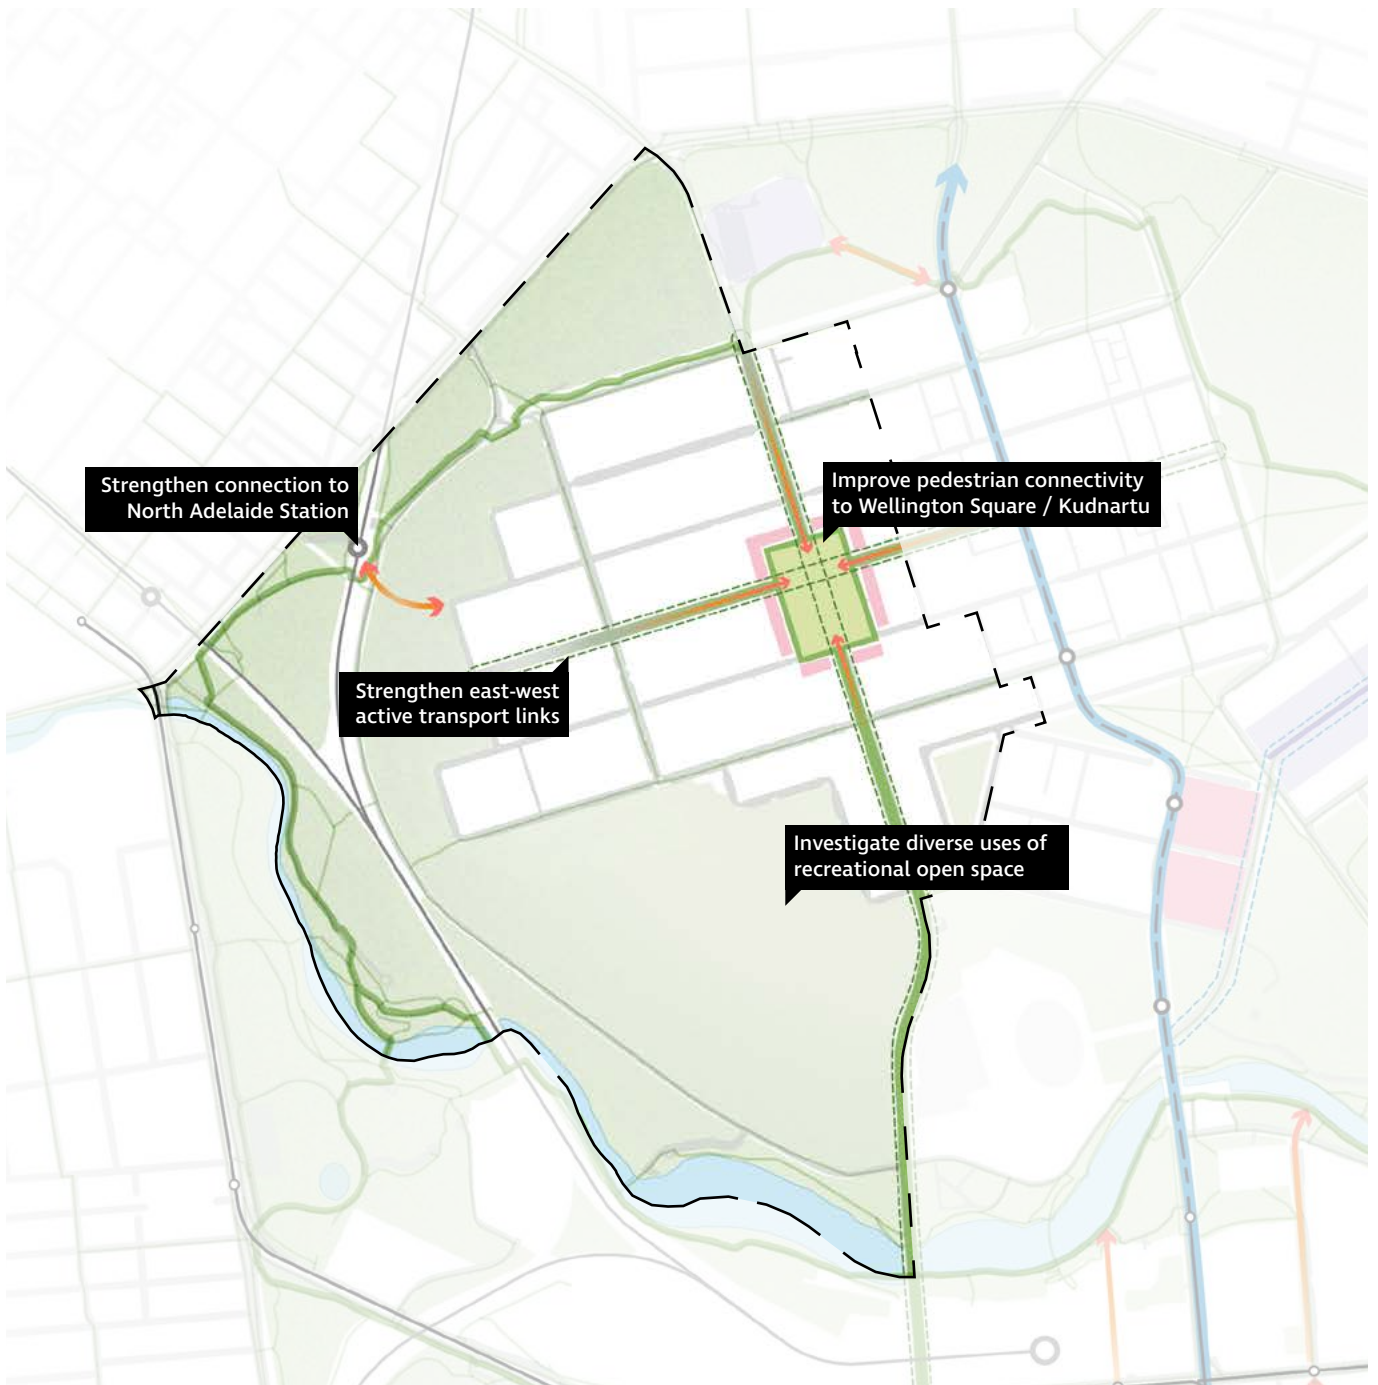 Strengthen connection to
North Adelaide Station
Improve pedestrian connectivity
to Wellington Square / Kudnartu
Strengthen east-west
active transport links
Investigate diverse uses of
recreational open space